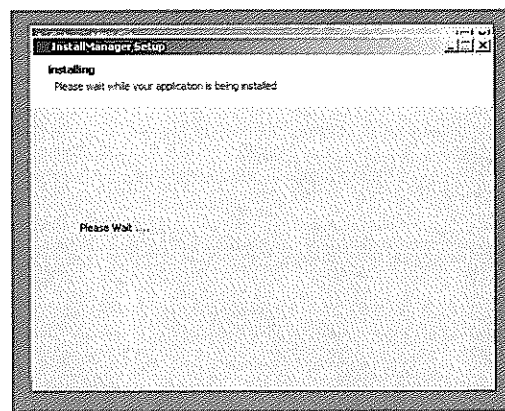 InstallManager Setup
Installing
Please wait while your application is being installed
Please Wait ....